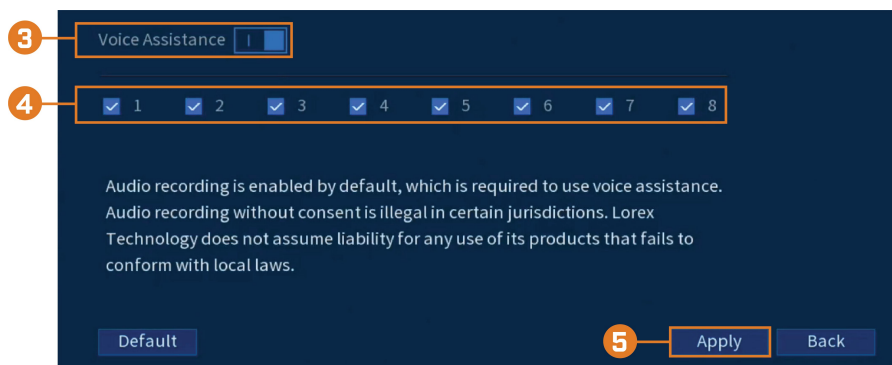 3 Voice Assistance
4 1 2 3 4 5 6 7 8
Audio recording is enabled by default, which is required to use voice assistance.
Audio recording without consent is illegal in certain jurisdictions. Lorex
Technology does not assume liability for any use of its products that fails to
conform with local laws.
Default 5 Apply Back